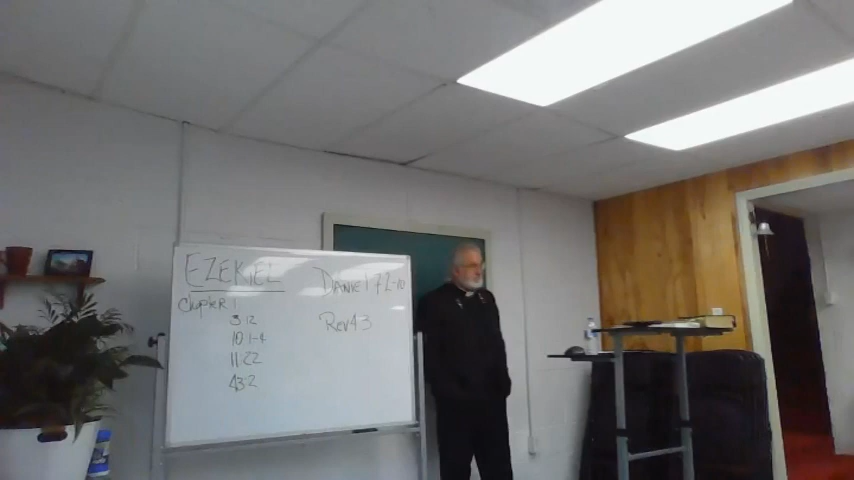 EZEKIEL
Chapter 1
3:12
10:1-4
11:22
43:2
Daniel 7 2-10
Rev 4 3